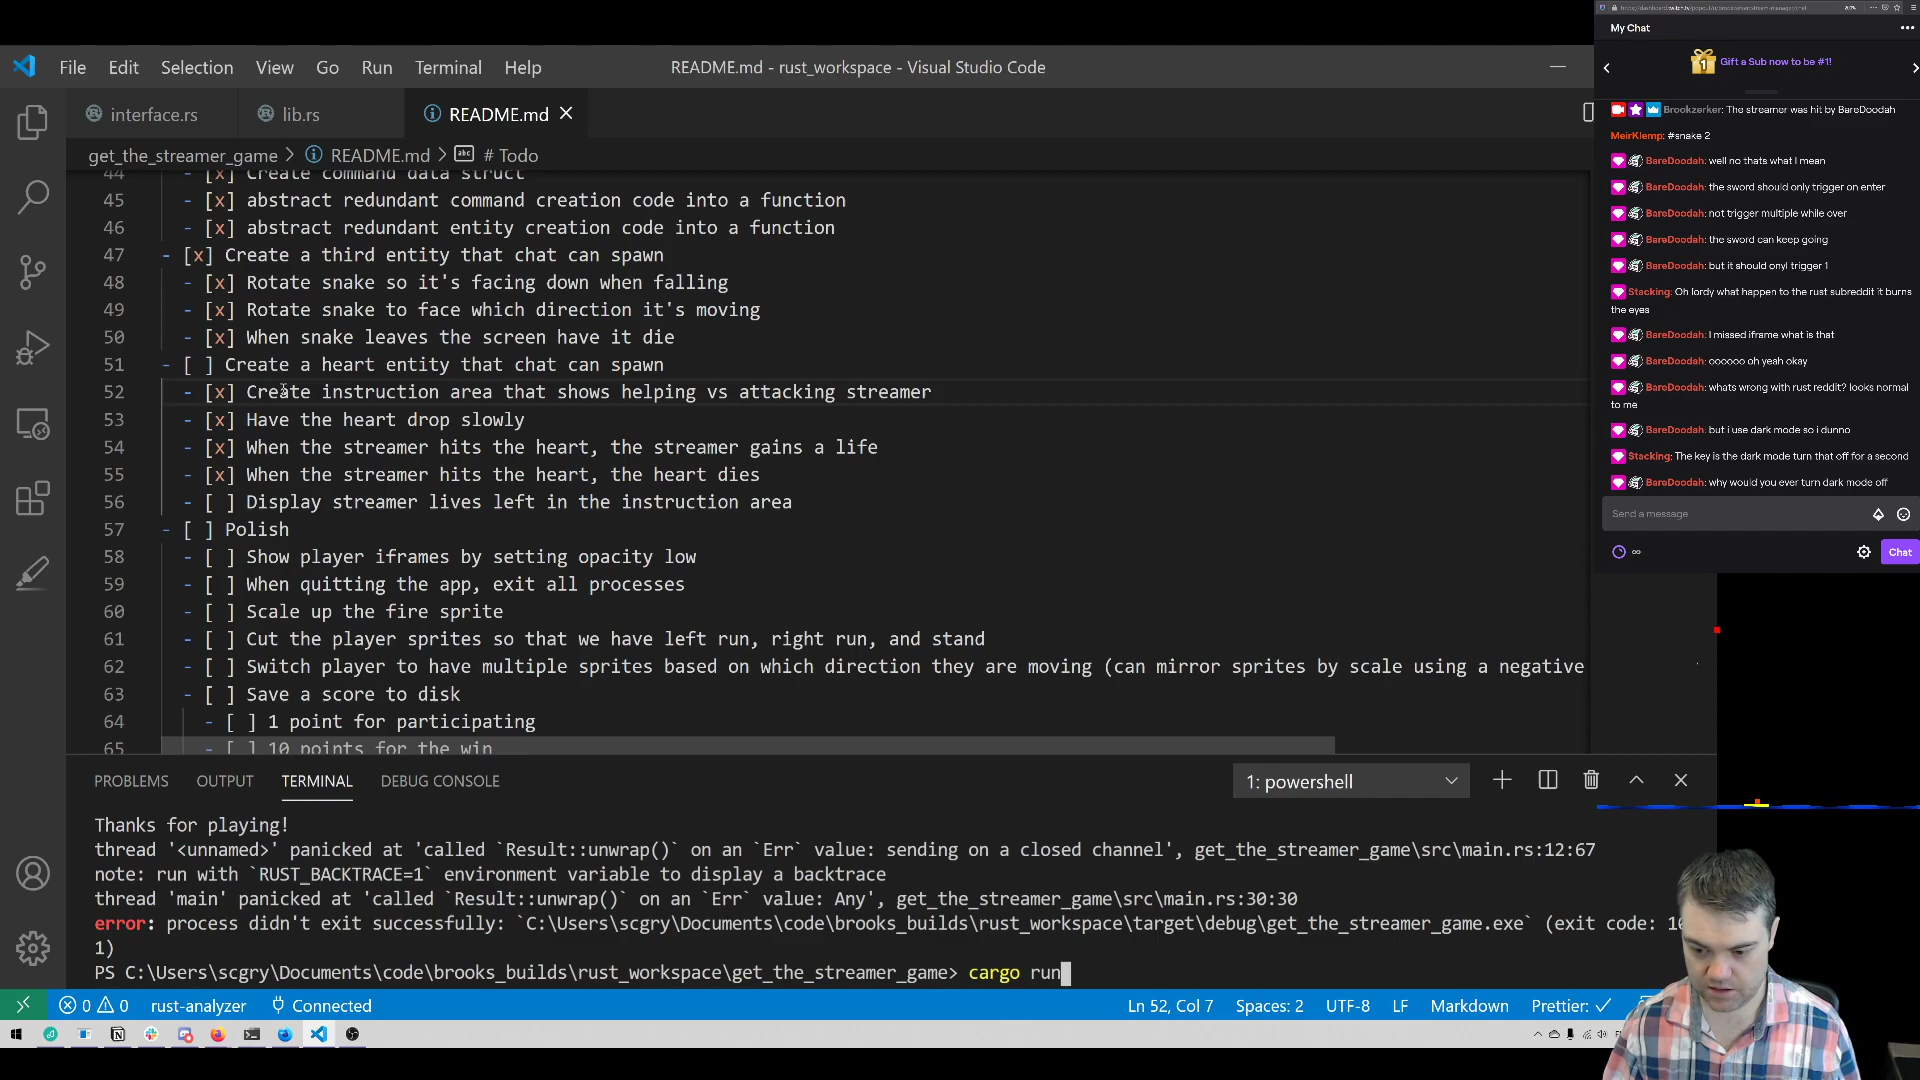 File Edit Selection View Go Run Terminal Help
README.md - rust_workspace - Visual Studio Code
interface.rs
lib.rs
README.md
get_the_streamer_game > README.md > # Todo
44 - [x] Create command data struct
45 - [x] abstract redundant command creation code into a function
46 - [x] abstract redundant entity creation code into a function
47 - [x] Create a third entity that chat can spawn
48 - [x] Rotate snake so it's facing down when falling
49 - [x] Rotate snake to face which direction it's moving
50 - [x] When snake leaves the screen have it die
51 - [ ] Create a heart entity that chat can spawn
52 - [x] Create instruction area that shows helping vs attacking streamer
53 - [x] Have the heart drop slowly
54 - [x] When the streamer hits the heart, the streamer gains a life
55 - [x] When the streamer hits the heart, the heart dies
56 - [ ] Display streamer lives left in the instruction area
57 - [ ] Polish
58 - [ ] Show player iframes by setting opacity low
59 - [ ] When quitting the app, exit all processes
60 - [ ] Scale up the fire sprite
61 - [ ] Cut the player sprites so that we have left run, right run, and stand
62 - [ ] Switch player to have multiple sprites based on which direction they are moving (can mirror sprites by scale using a negative
63 - [ ] Save a score to disk
64 - [ ] 1 point for participating
65 - [ ] 10 points for the win
PROBLEMS OUTPUT TERMINAL DEBUG CONSOLE
1: powershell
Thanks for playing!
thread '<unnamed>' panicked at 'called `Result::unwrap()` on an `Err` value: sending on a closed channel', get_the_streamer_game\src\main.rs:12:67
note: run with `RUST_BACKTRACE=1` environment variable to display a backtrace
thread 'main' panicked at 'called `Result::unwrap()` on an `Err` value: Any', get_the_streamer_game\src\main.rs:30:30
error: process didn't exit successfully: `C:\Users\scgry\Documents\code\brooks_builds\rust_workspace\target\debug\get_the_streamer_game.exe` (exit code: 10
1)
PS C:\Users\scgry\Documents\code\brooks_builds\rust_workspace\get_the_streamer_game> cargo run
0 0 rust-analyzer Connected
Ln 52, Col 7 Spaces: 2 UTF-8 LF Markdown Prettier: ✓
My Chat
1 Gift a Sub now to be #1!
Brookzerker: The streamer was hit by BareDoodah
MeirKlemp: #snake 2
BareDoodah: well no thats what I mean
BareDoodah: the sword should only trigger on enter
BareDoodah: not trigger multiple while over
BareDoodah: the sword can keep going
BareDoodah: but it should onyl trigger 1
Stacking: Oh lordy what happen to the rust subreddit it burns
the eyes
BareDoodah: I missed iframe what is that
BareDoodah: oooooo oh yeah okay
BareDoodah: whats wrong with rust reddit? looks normal
to me
BareDoodah: but i use dark mode so i dunno
Stacking: The key is the dark mode turn that off for a second
BareDoodah: why would you ever turn dark mode off
Send a message
Chat